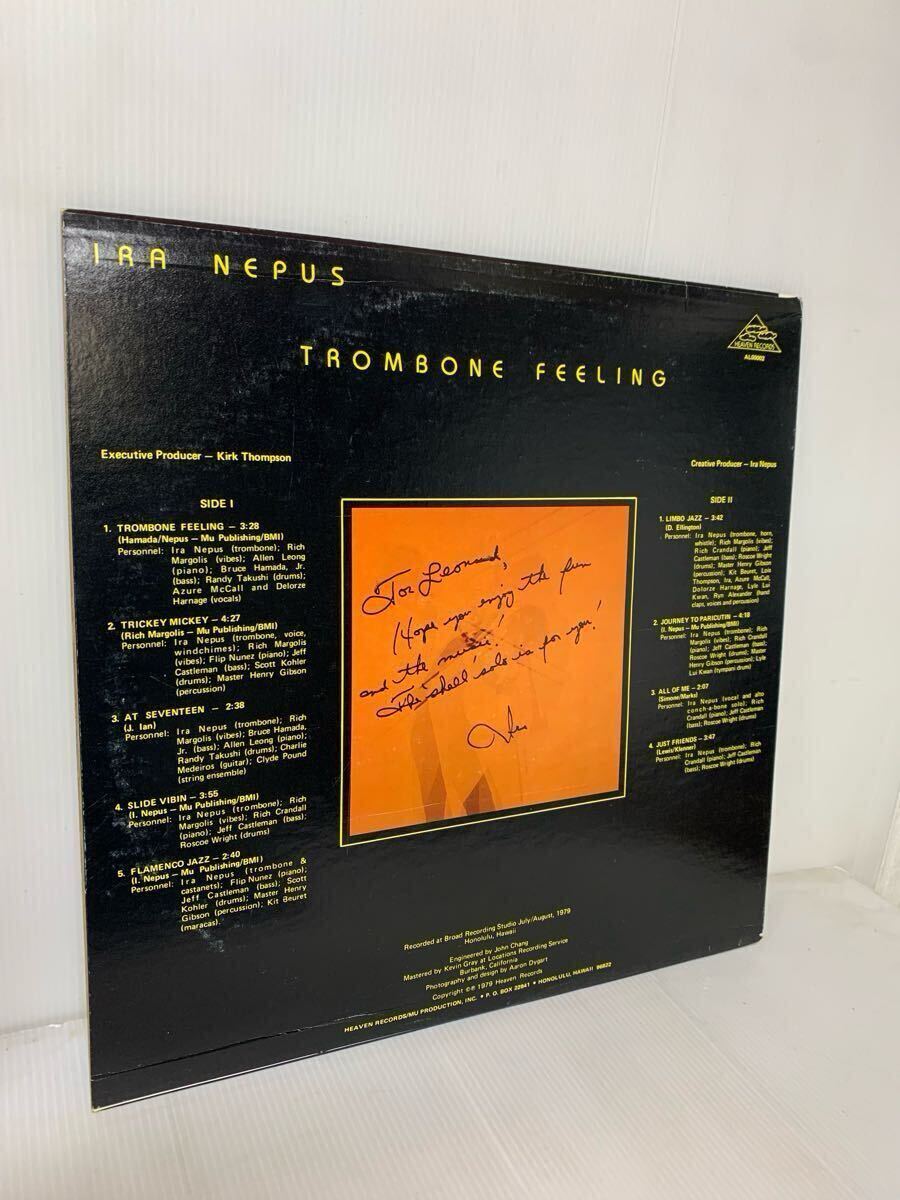 IRA NEPUS
TROMBONE FEELING
HEAVEN RECORDS
AL00002
Executive Producer – Kirk Thompson
Creative Producer – Ira Nepus
SIDE I
1. TROMBONE FEELING – 3:28
(Hamada/Nepus – Mu Publishing/BMI)
Personnel: Ira Nepus (trombone); Rich
Margolis (vibes); Allen Leong
(piano); Bruce Hamada, Jr.
(bass); Randy Takushi (drums);
Azure McCall and Delorze
Harnage (vocals)
2. TRICKEY MICKEY – 4:27
(Rich Margolis – Mu Publishing/BMI)
Personnel: Ira Nepus (trombone, voice,
windchimes); Rich Margolis
(vibes); Flip Nunez (piano); Jeff
Castleman (bass); Scott Kohler
(drums); Master Henry Gibson
(percussion)
3. AT SEVENTEEN – 2:38
(J. Ian)
Personnel: Ira Nepus (trombone); Rich
Margolis (vibes); Bruce Hamada,
Jr. (bass); Allen Leong (piano);
Randy Takushi (drums); Charlie
Medeiros (guitar); Clyde Pound
(string ensemble)
4. SLIDE VIBIN – 3:55
(I. Nepus – Mu Publishing/BMI)
Personnel: Ira Nepus (trombone); Rich
Margolis (vibes); Rich Crandall
(piano); Jeff Castleman (bass);
Roscoe Wright (drums)
5. FLAMENCO JAZZ – 2:40
(I. Nepus – Mu Publishing/BMI)
Personnel: Ira Nepus (trombone &
castanets); Flip Nunez (piano);
Jeff Castleman (bass); Scott
Kohler (drums); Master Henry
Gibson (percussion); Kit Beuret
(maracas).
To: Leonard,
Hope you enjoy the fun
and the music!
The 'shell' solo is for you!
Ira
SIDE II
1. LIMBO JAZZ – 3:42
(D. Ellington)
Personnel: Ira Nepus (trombone, horn,
whistle); Rich Margolis (vibes);
Rich Crandall (piano); Jeff
Castleman (bass); Roscoe Wright
(drums); Master Henry Gibson
(percussion); Kit Beuret, Lois
Thompson, Ira, Azure McCall,
Delorze Harnage, Lyle Lui
Kwan, Ryn Alexander (hand
claps, voices and percussion)
2. JOURNEY TO PARICUTIN – 4:18
(I. Nepus – Mu Publishing/BMI)
Personnel: Ira Nepus (trombone); Rich
Margolis (vibes); Rich Crandall
(piano); Jeff Castleman (bass);
Roscoe Wright (drums); Master
Henry Gibson (percussion); Lyle
Lui Kwan (tympani drum)
3. ALL OF ME – 2:07
(Simone/Marks)
Personnel: Ira Nepus (vocal and alto
conch-a-bone solo); Rich
Crandall (piano), Jeff Castleman
(bass); Roscoe Wright (drums)
4. JUST FRIENDS – 3:47
(Lewis/Klenner)
Personnel: Ira Nepus (trombone); Rich
Crandall (piano); Jeff Castleman
(bass); Roscoe Wright (drums)
Recorded at Broad Recording Studio July/August, 1979
Honolulu, Hawaii
Engineered by John Chang
Mastered by Kevin Gray at Locations Recording Service
Burbank, California
Photography and design by Aaron Dygart
Copyright ©℗ 1979 Heaven Records
HEAVEN RECORDS/MU PRODUCTION, INC. • P. O. BOX 22841 • HONOLULU, HAWAII 96822